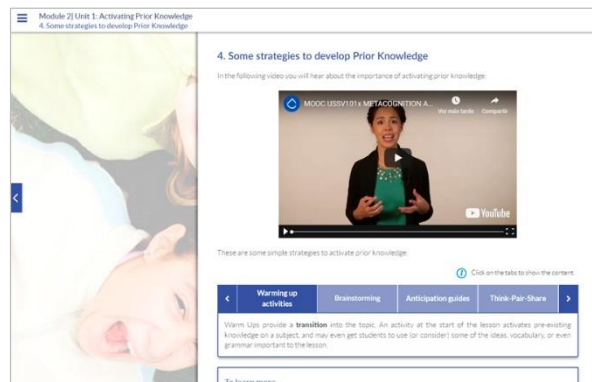 Module 2| Unit 1: Activating Prior Knowledge
4. Some strategies to develop Prior Knowledge
4. Some strategies to develop Prior Knowledge
In the following video you will hear about the importance of activating prior knowledge:
MOOC USSV101x METACOGNITION A...
Ver más tarde
Compartir
YouTube
These are some simple strategies to activate prior knowledge:
Click on the tabs to show the content.
Warming up
activities
Brainstorming
Anticipation guides
Think-Pair-Share
Warm Ups provide a transition into the topic. An activity at the start of the lesson activates pre-existing
knowledge on a subject, and may even get students to use (or consider) some of the ideas, vocabulary, or even
grammar important to the lesson.
To learn more